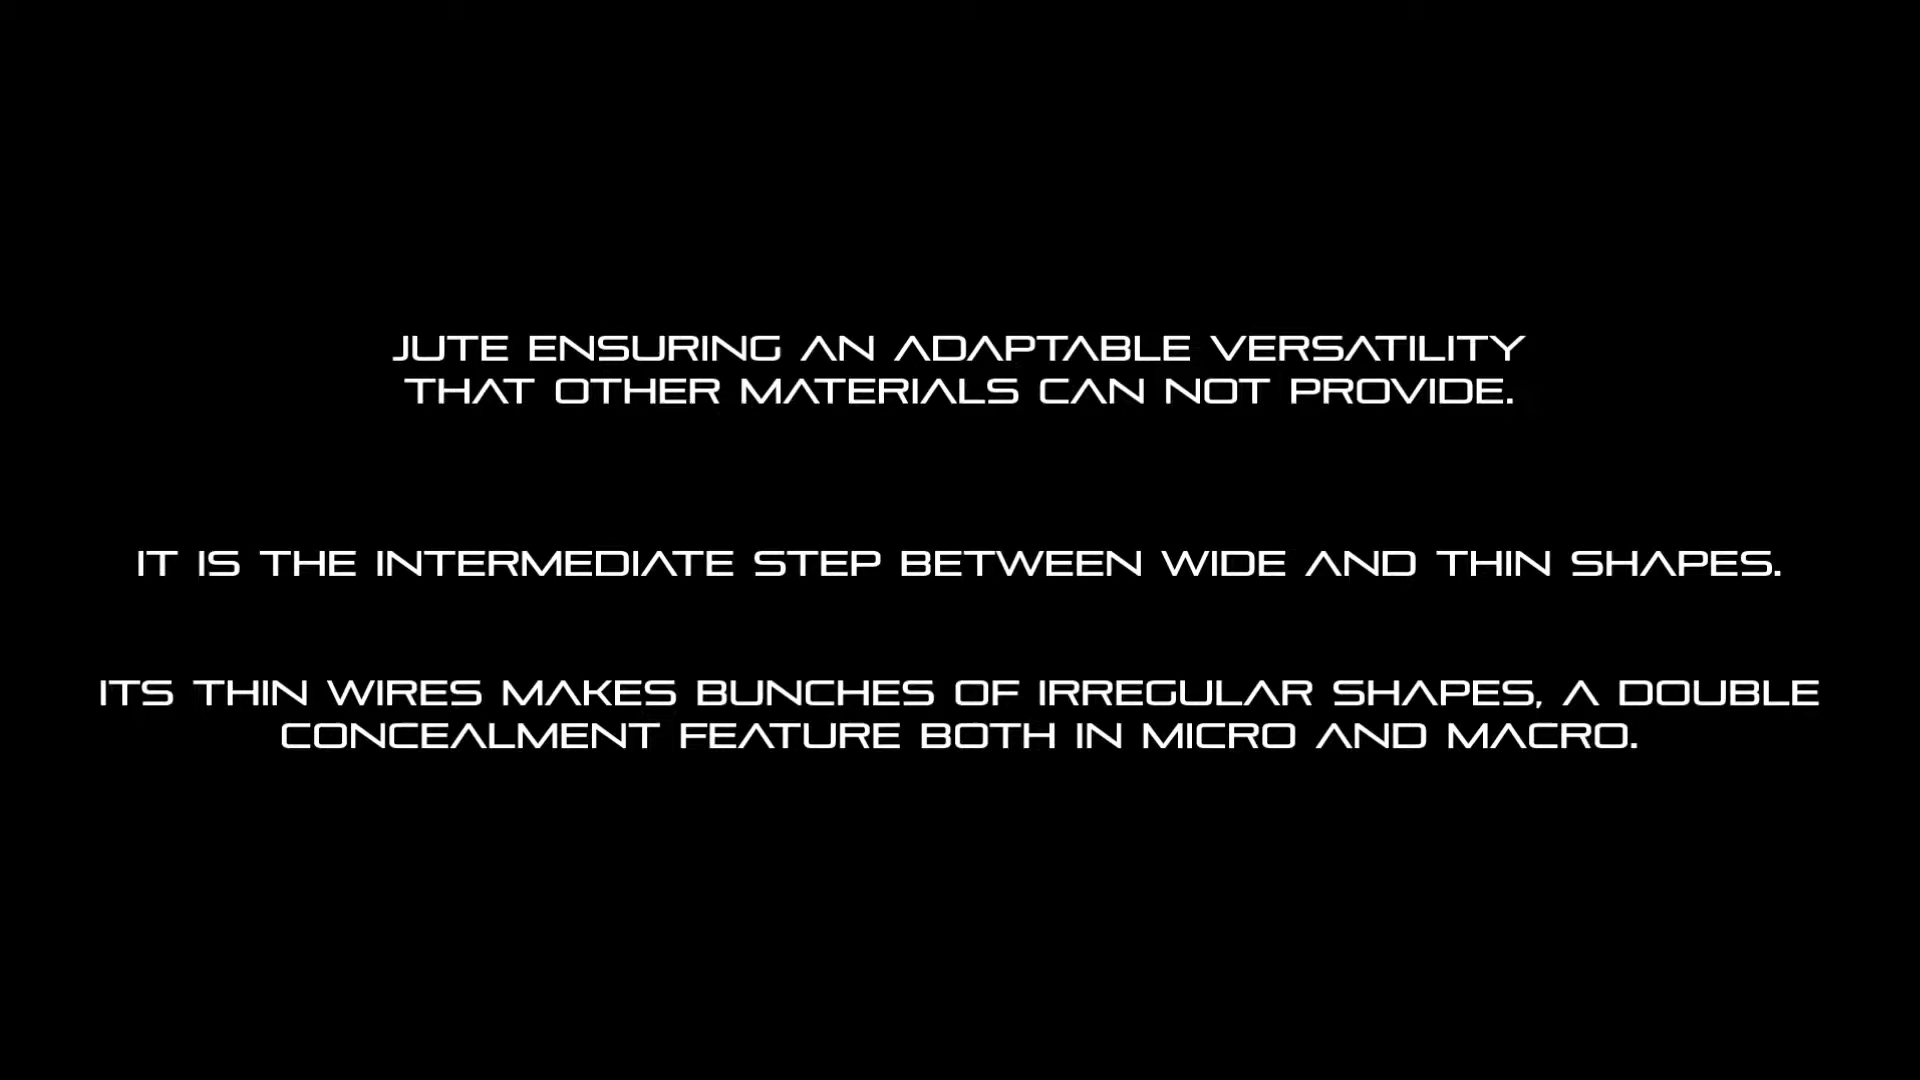 JUTE ENSURING AN ADAPTABLE VERSATILITY
THAT OTHER MATERIALS CAN NOT PROVIDE.
IT IS THE INTERMEDIATE STEP BETWEEN WIDE AND THIN SHAPES.
ITS THIN WIRES MAKES BUNCHES OF IRREGULAR SHAPES, A DOUBLE
CONCEALMENT FEATURE BOTH IN MICRO AND MACRO.